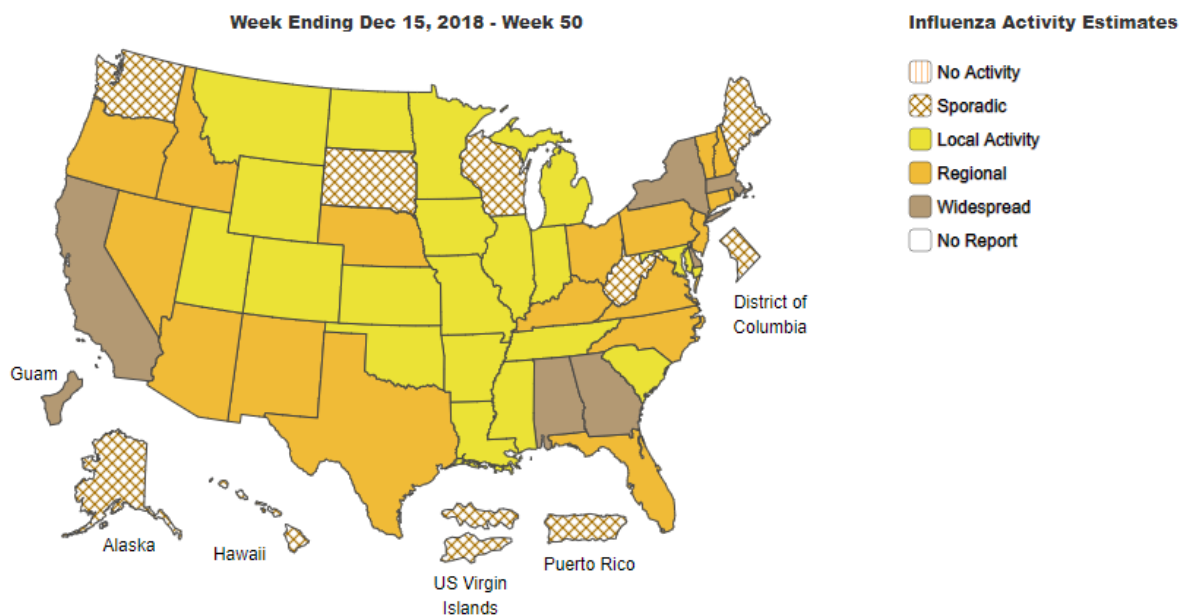 Week Ending Dec 15, 2018 - Week 50
Influenza Activity Estimates
No Activity
Sporadic
Local Activity
Regional
Widespread
No Report
District of
Columbia
Guam
Alaska
Hawaii
US Virgin
Islands
Puerto Rico